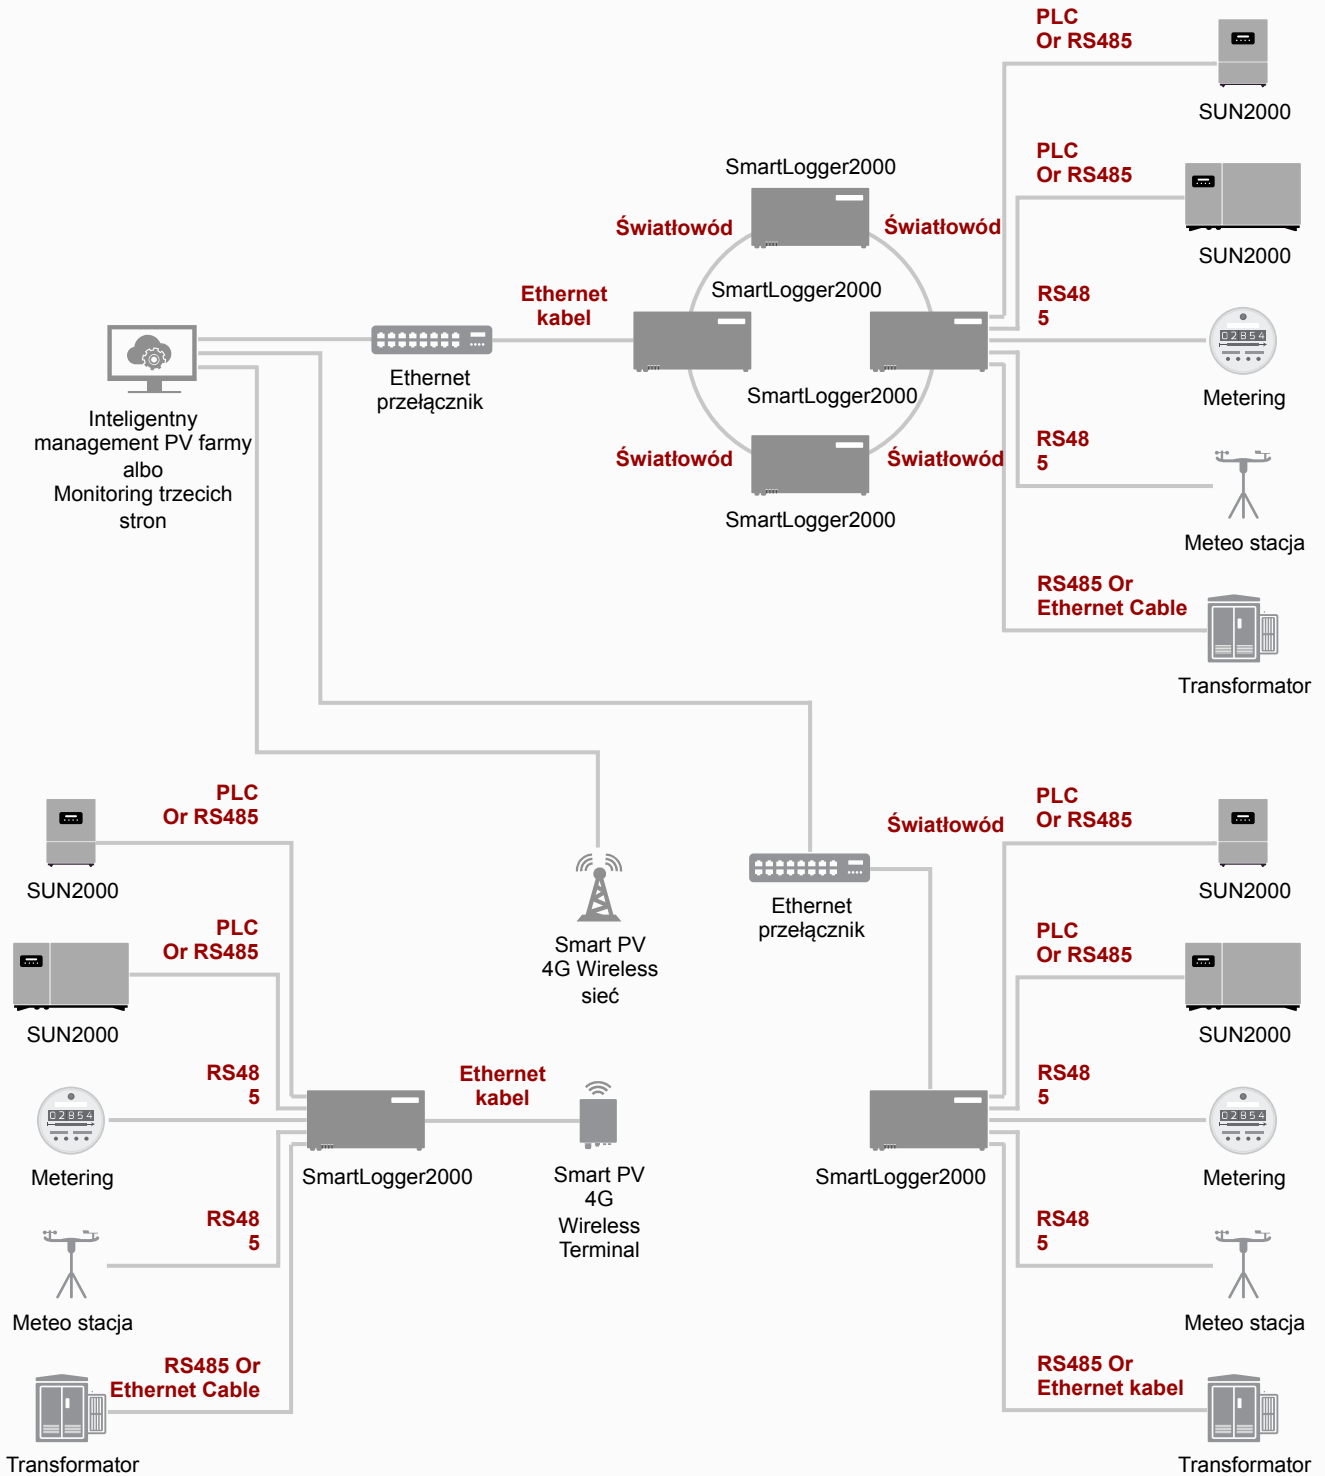 PLC
Or RS485
SUN2000
PLC
Or RS485
SUN2000
SmartLogger2000
Światłowód
Światłowód
SmartLogger2000
Ethernet
kabel
RS48
5
02854
Metering
Ethernet
przełącznik
SmartLogger2000
Inteligentny
management PV farmy
albo
Monitoring trzecich
stron
Światłowód
Światłowód
SmartLogger2000
RS48
5
Meteo stacja
RS485 Or
Ethernet Cable
Transformator
PLC
Or RS485
SUN2000
PLC
Or RS485
SUN2000
RS48
5
02854
Metering
RS48
5
Meteo stacja
RS485 Or
Ethernet Cable
Transformator
SmartLogger2000
Ethernet
kabel
Smart PV
4G Wireless
sieć
Smart PV
4G
Wireless
Terminal
Światłowód
Ethernet
przełącznik
SmartLogger2000
PLC
Or RS485
SUN2000
PLC
Or RS485
SUN2000
RS48
5
02854
Metering
RS48
5
Meteo stacja
RS485 Or
Ethernet kabel
Transformator